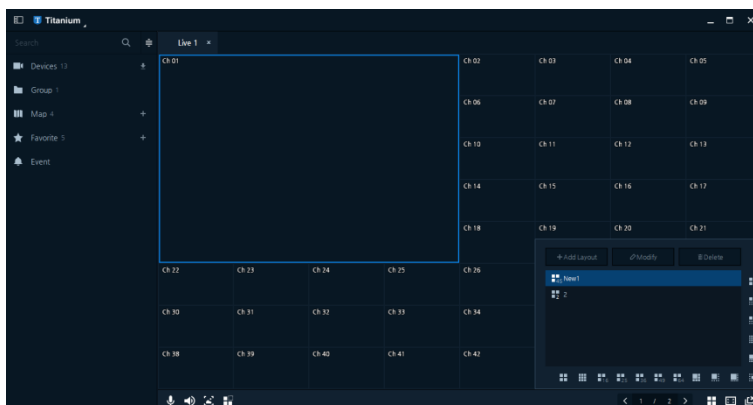 Titanium
Search
Live 1 ×
Devices 13
Group 1
Map 4
Favorite 5
Event
Ch 01
Ch 02
Ch 03
Ch 04
Ch 05
Ch 06
Ch 07
Ch 08
Ch 09
Ch 10
Ch 11
Ch 12
Ch 13
Ch 14
Ch 15
Ch 16
Ch 17
Ch 18
Ch 19
Ch 20
Ch 21
Ch 22
Ch 23
Ch 24
Ch 25
Ch 26
Ch 30
Ch 31
Ch 32
Ch 33
Ch 34
Ch 38
Ch 39
Ch 40
Ch 41
Ch 42
+Add Layout
Modify
Delete
New1
2
1 / 2